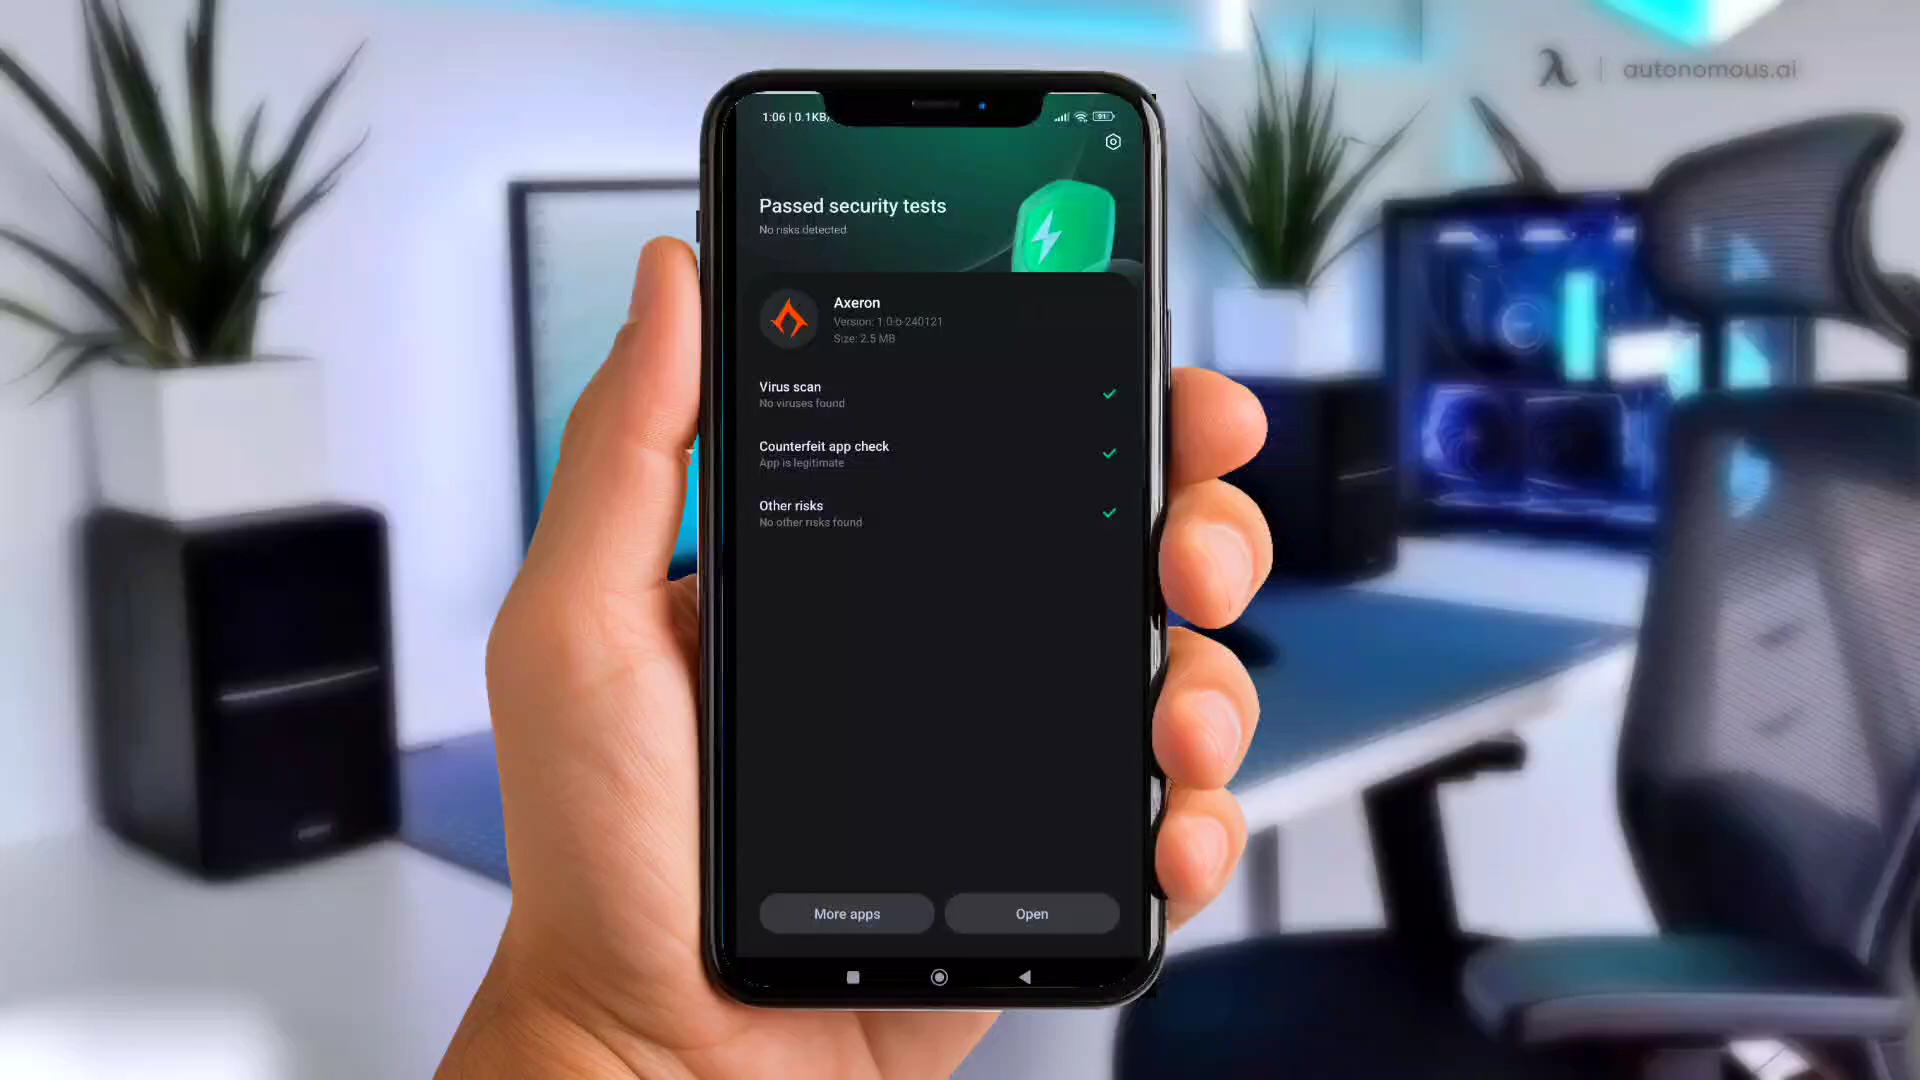 autonomous.ai
1:06 | 0.1KB/
91
Passed security tests
No risks detected
Axeron
Version: 1.0-b-240121
Size: 2.5 MB
Virus scan
No viruses found
Counterfeit app check
App is legitimate
Other risks
No other risks found
More apps
Open